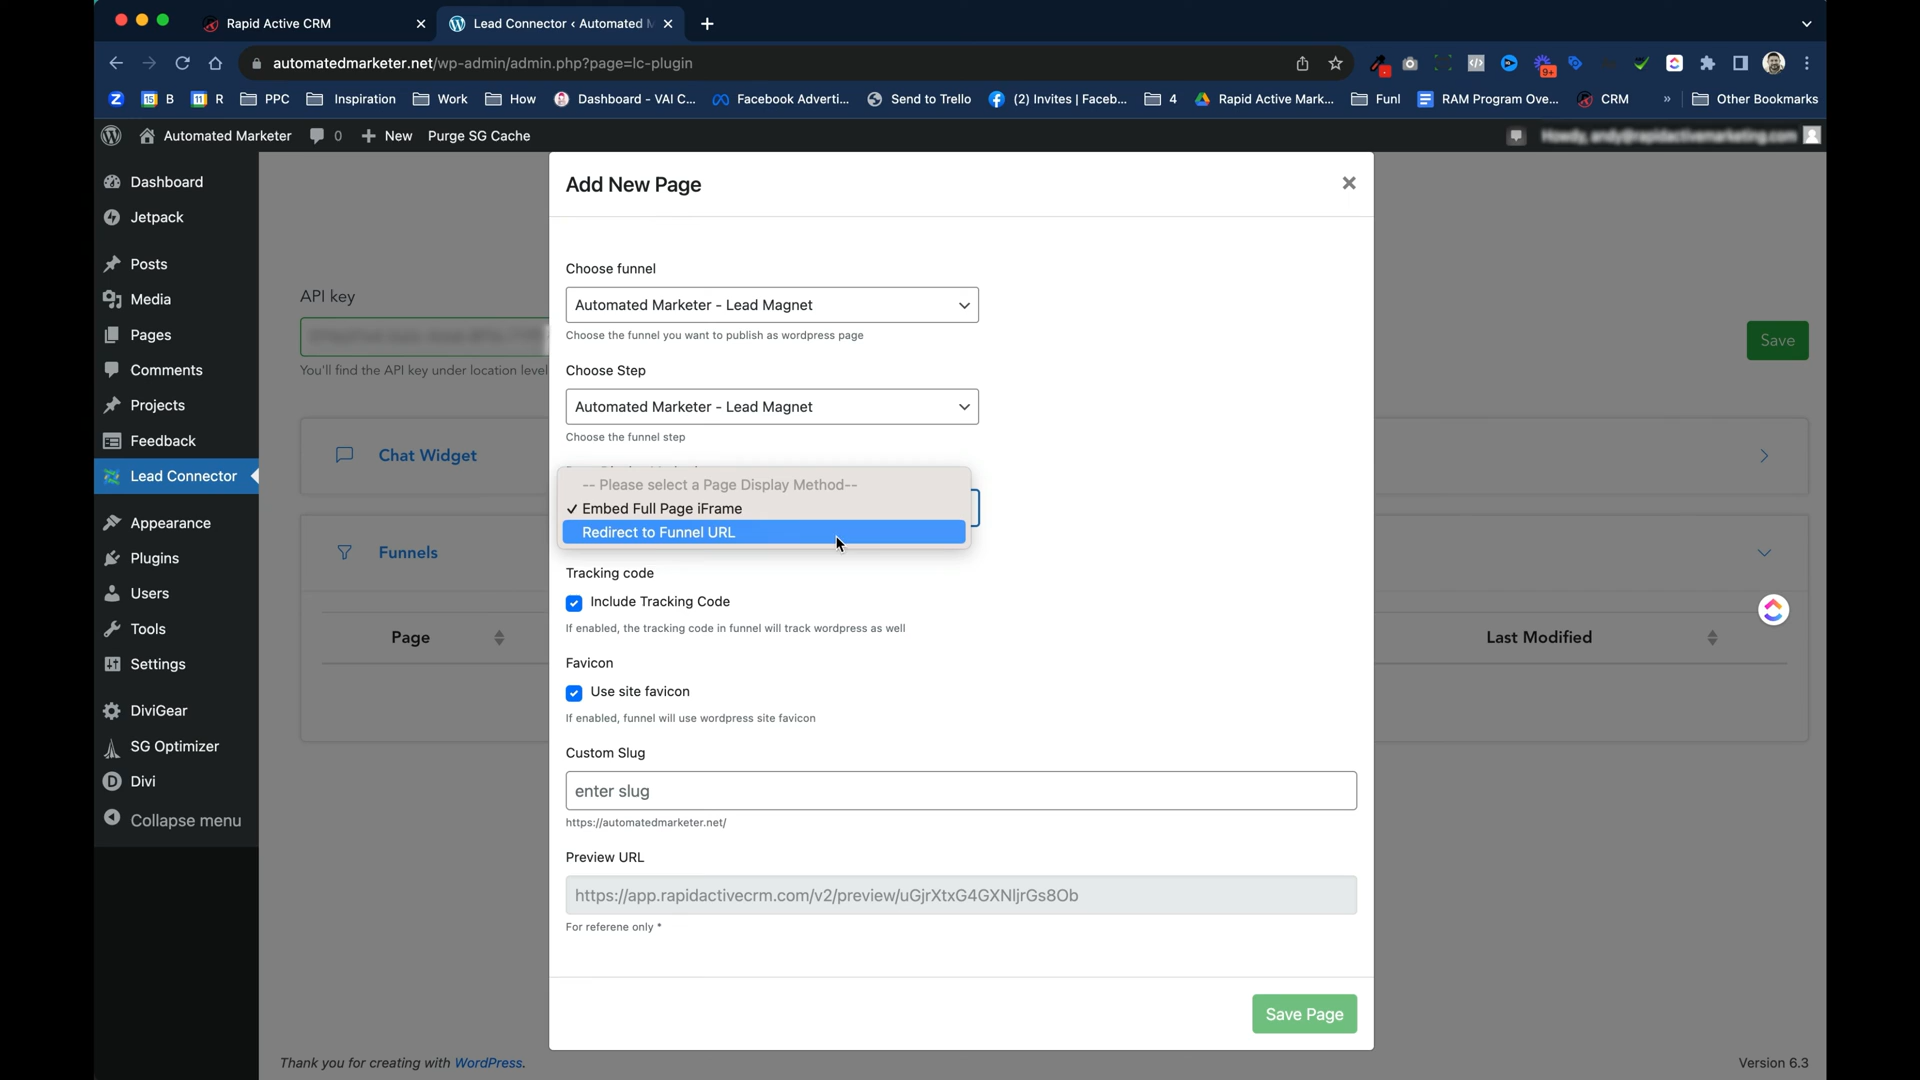 Rapid Active CRM
Lead Connector ‹ Automated M
automatedmarketer.net/wp-admin/admin.php?page=lc-plugin
9+
15 B
11 R
PPC
Inspiration
Work
How
Dashboard - VAI C...
Facebook Adverti...
Send to Trello
(2) Invites | Faceb...
4
Rapid Active Mark...
Funl
RAM Program Ove...
CRM
»
Other Bookmarks
Automated Marketer
0
New
Purge SG Cache
Howdy, andy@rapidactivemarketing.com
Dashboard
Jetpack
Posts
Media
Pages
Comments
Projects
Feedback
Lead Connector
Appearance
Plugins
Users
Tools
Settings
DiviGear
SG Optimizer
Divi
Collapse menu
API key
You'll find the API key under location level
Save
Chat Widget
Funnels
Page
Last Modified
Add New Page
Choose funnel
Automated Marketer - Lead Magnet
Choose the funnel you want to publish as wordpress page
Choose Step
Automated Marketer - Lead Magnet
Choose the funnel step
-- Please select a Page Display Method--
✓ Embed Full Page iFrame
Redirect to Funnel URL
Tracking code
Include Tracking Code
If enabled, the tracking code in funnel will track wordpress as well
Favicon
Use site favicon
If enabled, funnel will use wordpress site favicon
Custom Slug
enter slug
https://automatedmarketer.net/
Preview URL
https://app.rapidactivecrm.com/v2/preview/uGjrXtxG4GXNljrGs8Ob
For referene only *
Save Page
Thank you for creating with WordPress.
Version 6.3